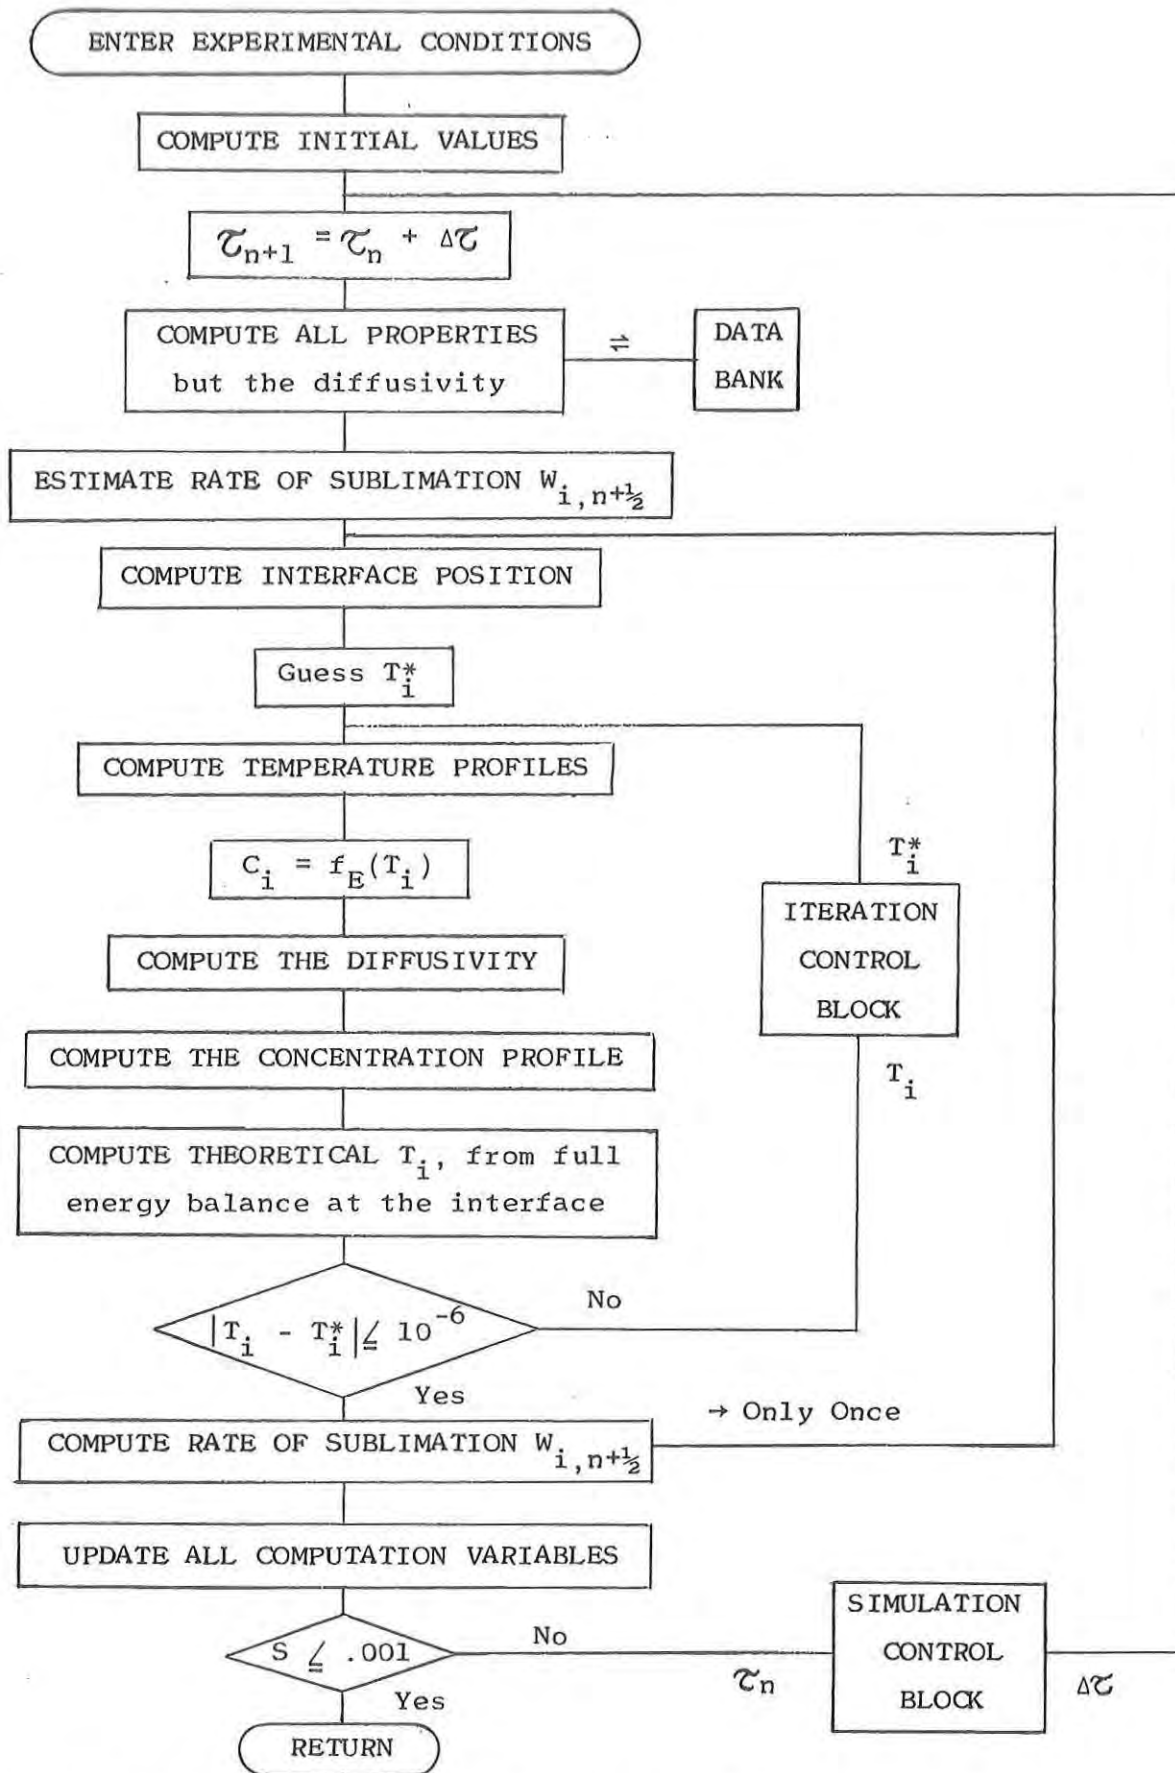 ENTER EXPERIMENTAL CONDITIONS
COMPUTE INITIAL VALUES
τn+1 = τn + Δτ
COMPUTE ALL PROPERTIES
but the diffusivity
⇌
DATA
BANK
ESTIMATE RATE OF SUBLIMATION Wi,n+½
COMPUTE INTERFACE POSITION
Guess T*i
COMPUTE TEMPERATURE PROFILES
Ci = fE(Ti)
T*i
ITERATION
CONTROL
BLOCK
Ti
COMPUTE THE DIFFUSIVITY
COMPUTE THE CONCENTRATION PROFILE
COMPUTE THEORETICAL Ti, from full
energy balance at the interface
|Ti - T*i| ≤ 10-6
No
Yes
→ Only Once
COMPUTE RATE OF SUBLIMATION Wi,n+½
UPDATE ALL COMPUTATION VARIABLES
S ≤ .001
No
Yes
τn
SIMULATION
CONTROL
BLOCK
Δτ
RETURN